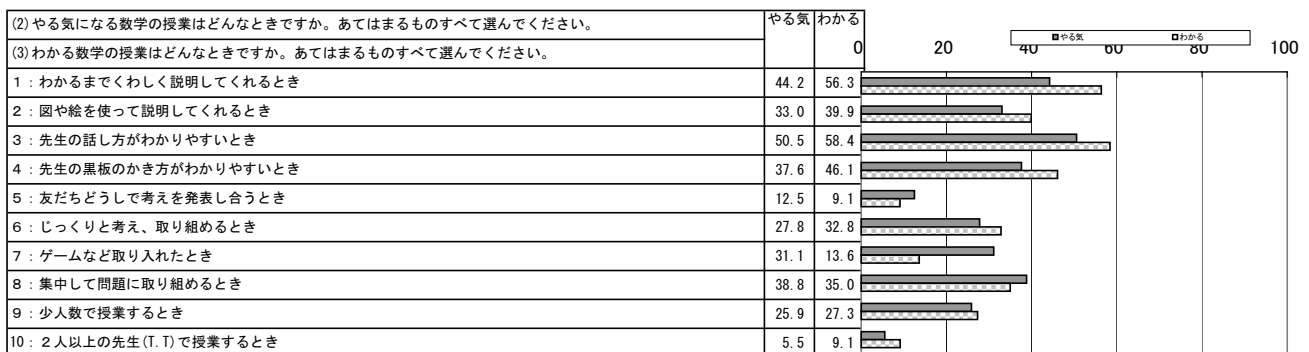 (2)やる気になる数学の授業はどんなときですか。あてはまるものすべて選んでください。 やる気 わかる
(3)わかる数学の授業はどんなときですか。あてはまるものすべて選んでください。
■やる気 □わかる
0 20 40 60 80 100
1：わかるまでくわしく説明してくれるとき 44.2 56.3
2：図や絵を使って説明してくれるとき 33.0 39.9
3：先生の話し方がわかりやすいとき 50.5 58.4
4：先生の黒板のかき方がわかりやすいとき 37.6 46.1
5：友だちどうしで考えを発表し合うとき 12.5 9.1
6：じっくりと考え、取り組めるとき 27.8 32.8
7：ゲームなど取り入れたとき 31.1 13.6
8：集中して問題に取り組めるとき 38.8 35.0
9：少人数で授業するとき 25.9 27.3
10：２人以上の先生(T.T)で授業するとき 5.5 9.1